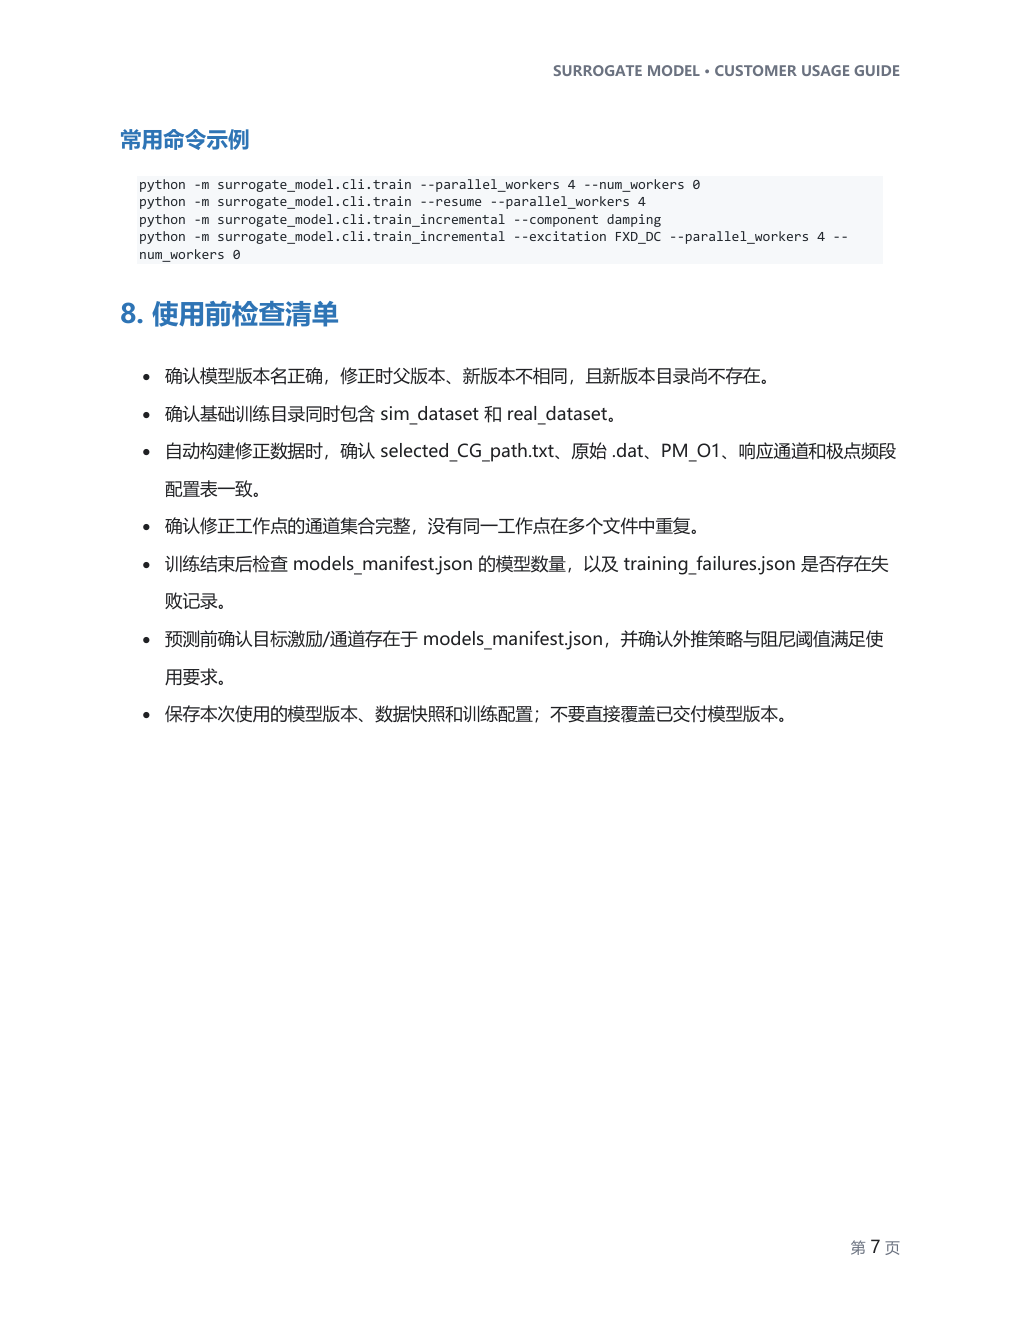 SURROGATE MODEL • CUSTOMER USAGE GUIDE
常用命令示例
python -m surrogate_model.cli.train --parallel_workers 4 --num_workers 0
python -m surrogate_model.cli.train --resume --parallel_workers 4
python -m surrogate_model.cli.train_incremental --component damping
python -m surrogate_model.cli.train_incremental --excitation FXD_DC --parallel_workers 4 --
num_workers 0
8. 使用前检查清单
• 确认模型版本名正确，修正时父版本、新版本不相同，且新版本目录尚不存在。
• 确认基础训练目录同时包含 sim_dataset 和 real_dataset。
• 自动构建修正数据时，确认 selected_CG_path.txt、原始 .dat、PM_O1、响应通道和极点频段
配置表一致。
• 确认修正工作点的通道集合完整，没有同一工作点在多个文件中重复。
• 训练结束后检查 models_manifest.json 的模型数量，以及 training_failures.json 是否存在失
败记录。
• 预测前确认目标激励/通道存在于 models_manifest.json，并确认外推策略与阻尼阈值满足使
用要求。
• 保存本次使用的模型版本、数据快照和训练配置；不要直接覆盖已交付模型版本。
第 7 页